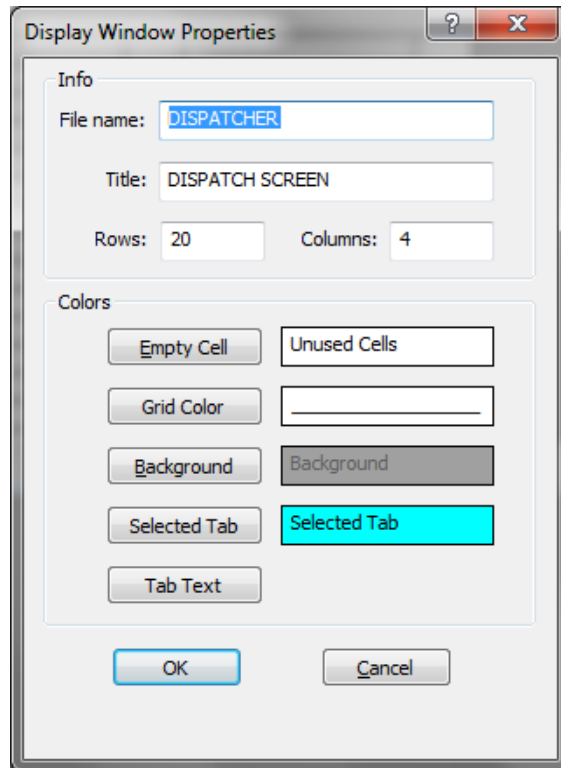 Display Window Properties
?
X
Info
File name: DISPATCHER
Title: DISPATCH SCREEN
Rows: 20 Columns: 4
Colors
Empty Cell Unused Cells
Grid Color
Background Background
Selected Tab Selected Tab
Tab Text
OK Cancel